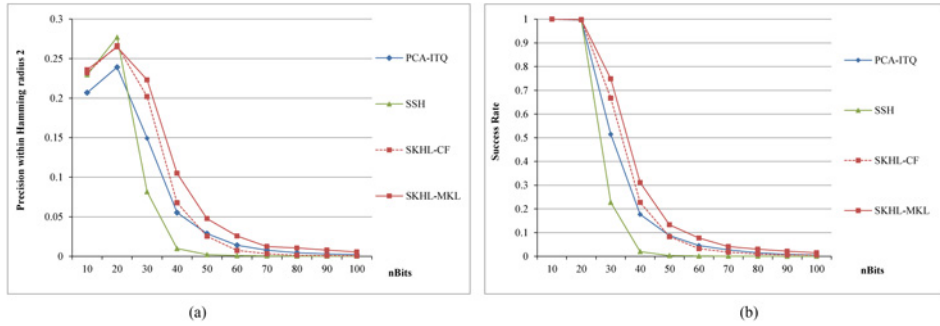 Precision within Hamming radius 2
0.3
0.25
0.2
0.15
0.1
0.05
0
10 20 30 40 50 60 70 80 90 100
nBits
PCA-ITQ
SSH
SKHL-CF
SKHL-MKL
(a)
Success Rate
1
0.9
0.8
0.7
0.6
0.5
0.4
0.3
0.2
0.1
0
10 20 30 40 50 60 70 80 90 100
nBits
PCA-ITQ
SSH
SKHL-CF
SKHL-MKL
(b)